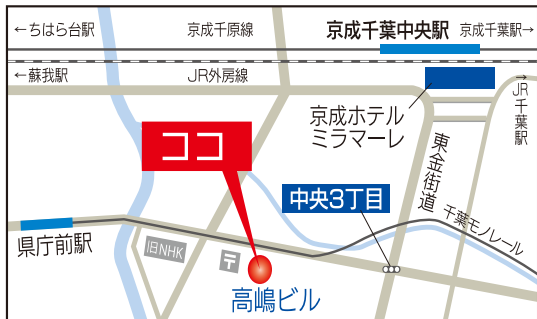 ←ちはら台駅
京成千原線
京成千葉中央駅
京成千葉駅→
←蘇我駅
JR外房線
→
JR千葉駅
京成ホテル
ミラマーレ
東金街道
ココ
中央3丁目
千葉モノレール
県庁前駅
旧NHK
〒
高嶋ビル